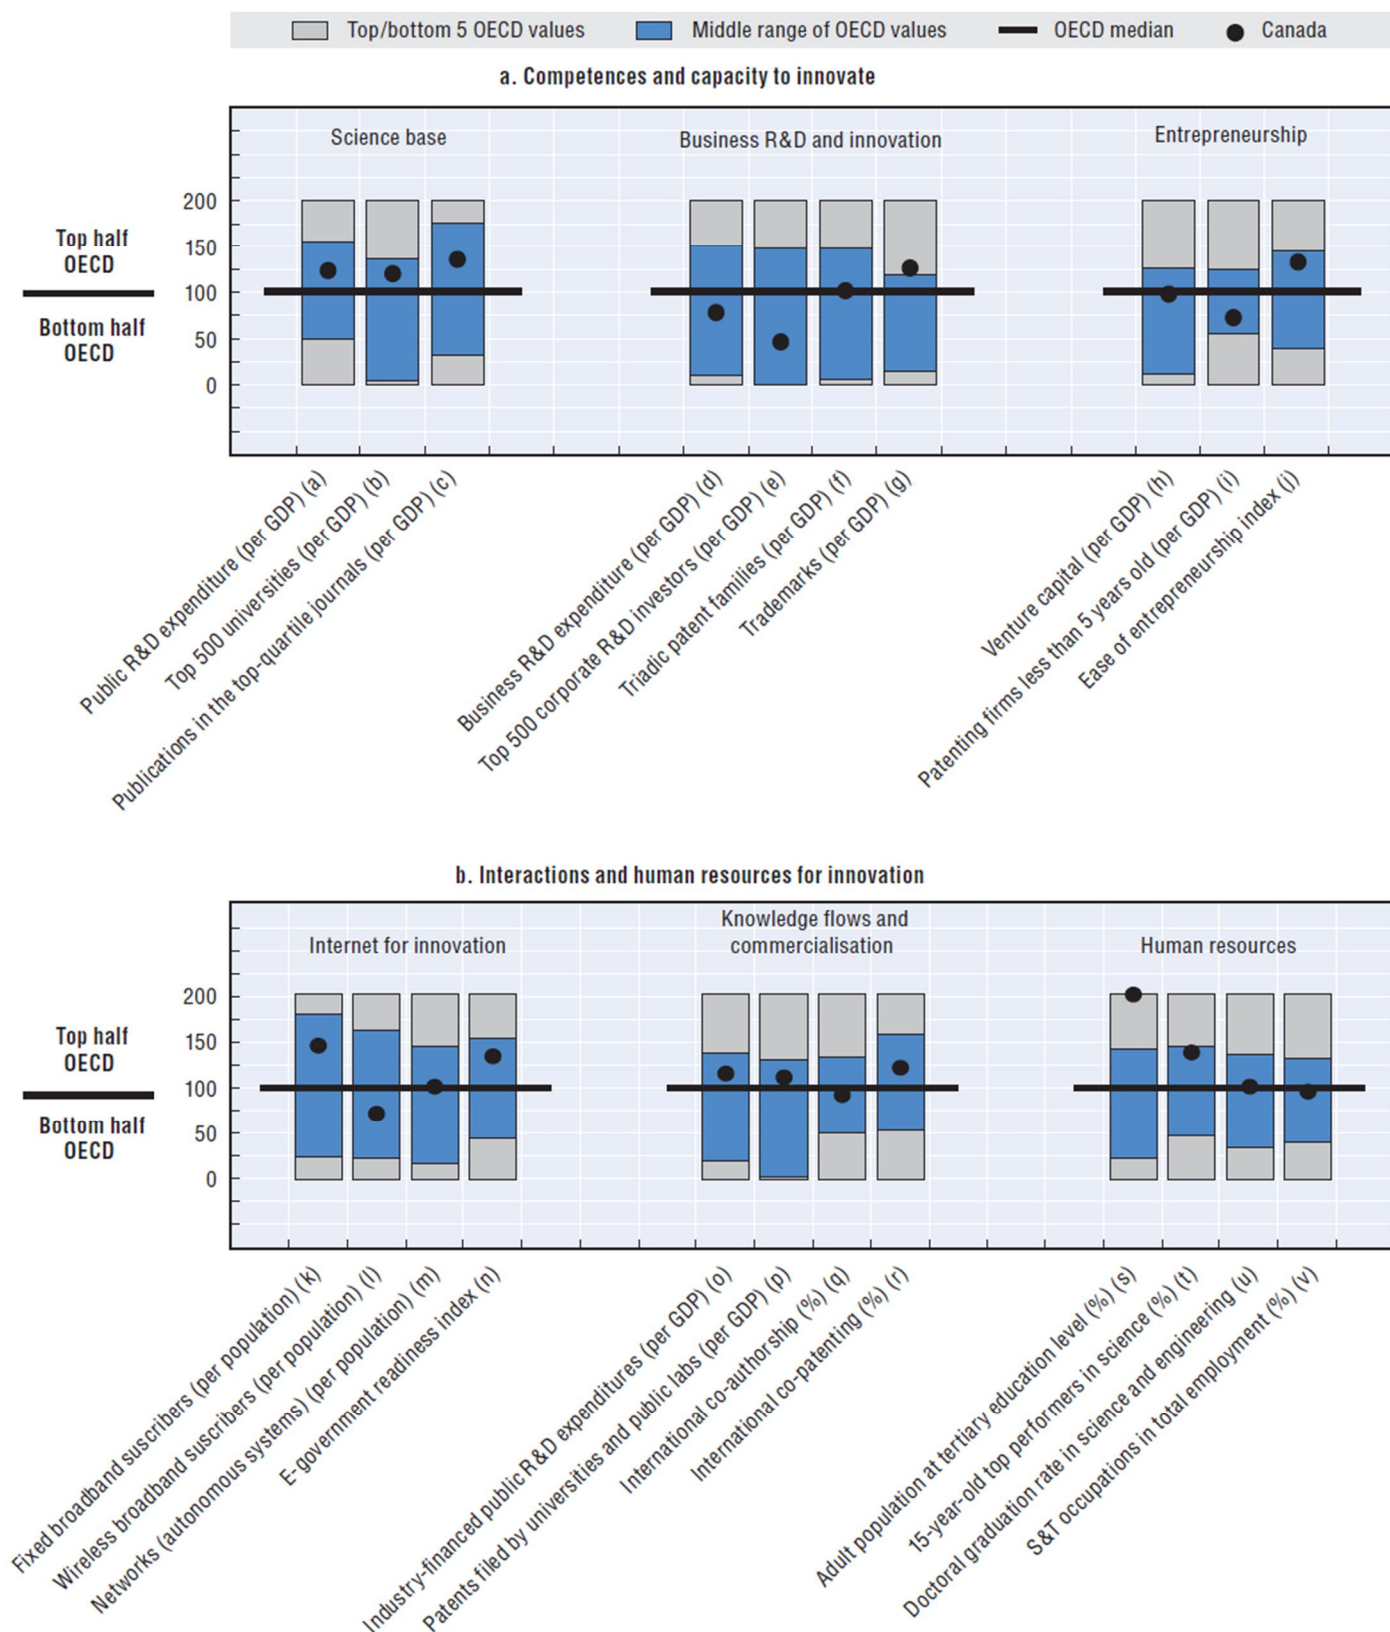 Top/bottom 5 OECD values Middle range of OECD values OECD median Canada
a. Competences and capacity to innovate
Science base
Business R&D and innovation
Entrepreneurship
200
150
100
50
0
Top half
OECD
Bottom half
OECD
Public R&D expenditure (per GDP) (a)
Top 500 universities (per GDP) (b)
Publications in the top-quartile journals (per GDP) (c)
Business R&D expenditure (per GDP) (d)
Top 500 corporate R&D investors (per GDP) (e)
Triadic patent families (per GDP) (f)
Trademarks (per GDP) (g)
Venture capital (per GDP) (h)
Patenting firms less than 5 years old (per GDP) (i)
Ease of entrepreneurship index (j)
b. Interactions and human resources for innovation
Internet for innovation
Knowledge flows and
commercialisation
Human resources
200
150
100
50
0
Top half
OECD
Bottom half
OECD
Fixed broadband suscribers (per population) (k)
Wireless broadband suscribers (per population) (l)
Networks (autonomous systems) (per population) (m)
E-government readiness index (n)
Industry-financed public R&D expenditures (per GDP) (o)
Patents filed by universities and public labs (per GDP) (p)
International co-authorship (%) (q)
International co-patenting (%) (r)
Adult population at tertiary education level (%) (s)
15-year-old top performers in science (%) (t)
Doctoral graduation rate in science and engineering (u)
S&T occupations in total employment (%) (v)